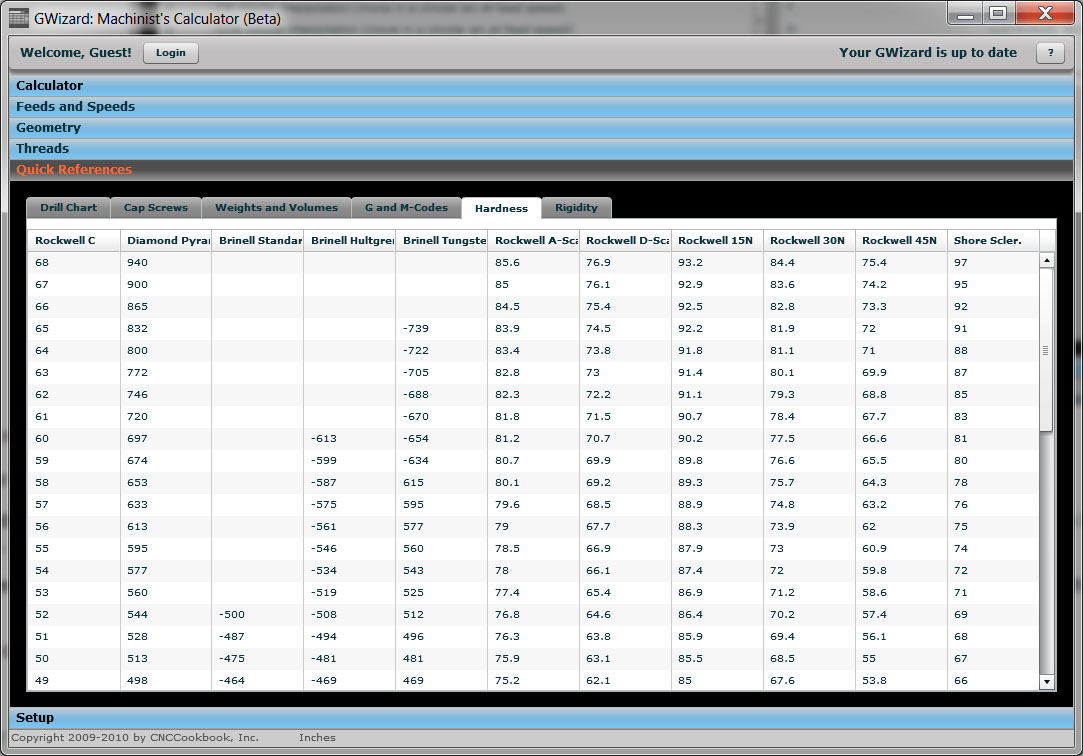 GWizard: Machinist's Calculator (Beta)
Welcome, Guest! Login Your GWizard is up to date ?
Calculator
Feeds and Speeds
Geometry
Threads
Quick References
Drill Chart Cap Screws Weights and Volumes G and M-Codes Hardness Rigidity
Rockwell C Diamond Pyra Brinell Standar Brinell Hultgre Brinell Tungste Rockwell A-Sca Rockwell D-Sca Rockwell 15N Rockwell 30N Rockwell 45N Shore Scler.
68 940 85.6 76.9 93.2 84.4 75.4 97
67 900 85 76.1 92.9 83.6 74.2 95
66 865 84.5 75.4 92.5 82.8 73.3 92
65 832 -739 83.9 74.5 92.2 81.9 72 91
64 800 -722 83.4 73.8 91.8 81.1 71 88
63 772 -705 82.8 73 91.4 80.1 69.9 87
62 746 -688 82.3 72.2 91.1 79.3 68.8 85
61 720 -670 81.8 71.5 90.7 78.4 67.7 83
60 697 -613 -654 81.2 70.7 90.2 77.5 66.6 81
59 674 -599 -634 80.7 69.9 89.8 76.6 65.5 80
58 653 -587 615 80.1 69.2 89.3 75.7 64.3 78
57 633 -575 595 79.6 68.5 88.9 74.8 63.2 76
56 613 -561 577 79 67.7 88.3 73.9 62 75
55 595 -546 560 78.5 66.9 87.9 73 60.9 74
54 577 -534 543 78 66.1 87.4 72 59.8 72
53 560 -519 525 77.4 65.4 86.9 71.2 58.6 71
52 544 -500 -508 512 76.8 64.6 86.4 70.2 57.4 69
51 528 -487 -494 496 76.3 63.8 85.9 69.4 56.1 68
50 513 -475 -481 481 75.9 63.1 85.5 68.5 55 67
49 498 -464 -469 469 75.2 62.1 85 67.6 53.8 66
Setup
Copyright 2009-2010 by CNCCookbook, Inc. Inches